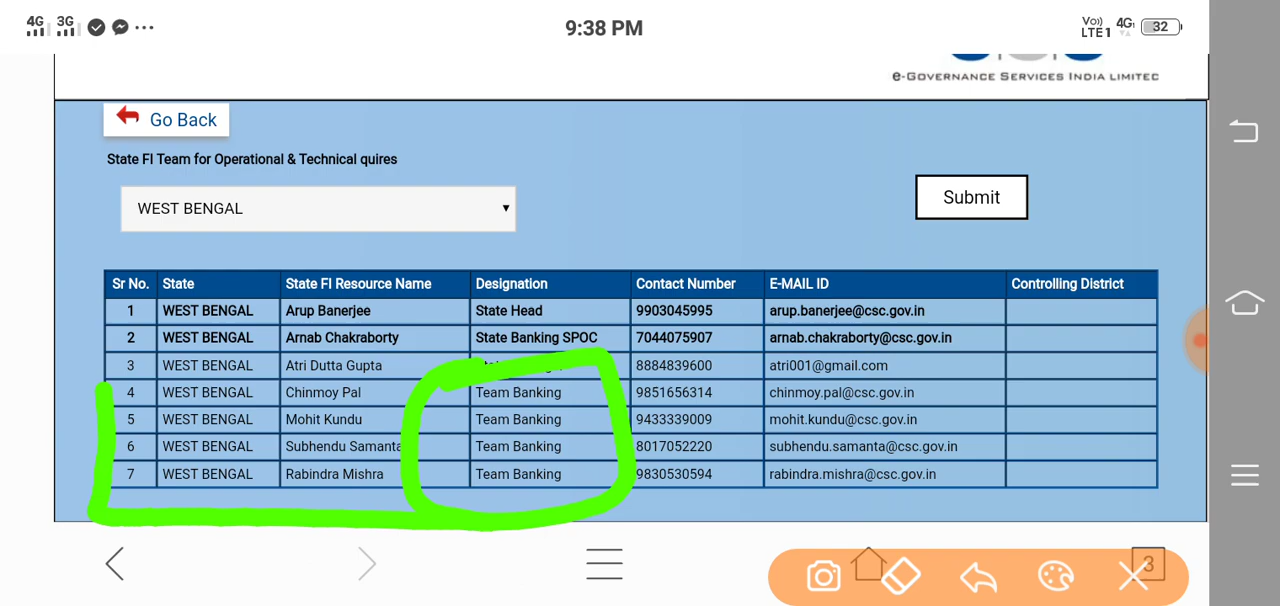 4G 3G 9:38 PM Vo)) LTE1 4G 32
e-Governance Services India Limited
Go Back
State FI Team for Operational & Technical quires
WEST BENGAL
Submit
Sr No. State State FI Resource Name Designation Contact Number E-MAIL ID Controlling District
1 WEST BENGAL Arup Banerjee State Head 9903045995 arup.banerjee@csc.gov.in
2 WEST BENGAL Arnab Chakraborty State Banking SPOC 7044075907 arnab.chakraborty@csc.gov.in
3 WEST BENGAL Atri Dutta Gupta 8884839600 atri001@gmail.com
4 WEST BENGAL Chinmoy Pal Team Banking 9851656314 chinmoy.pal@csc.gov.in
5 WEST BENGAL Mohit Kundu Team Banking 9433339009 mohit.kundu@csc.gov.in
6 WEST BENGAL Subhendu Samanta Team Banking 8017052220 subhendu.samanta@csc.gov.in
7 WEST BENGAL Rabindra Mishra Team Banking 9830530594 rabindra.mishra@csc.gov.in
3